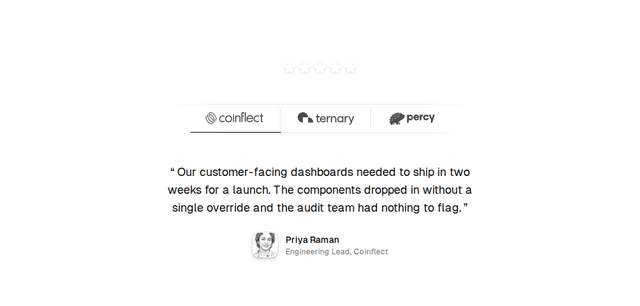 coinflect
ternary
percy
“ Our customer-facing dashboards needed to ship in two
weeks for a launch. The components dropped in without a
single override and the audit team had nothing to flag. ”
Priya Raman
Engineering Lead, Coinflect